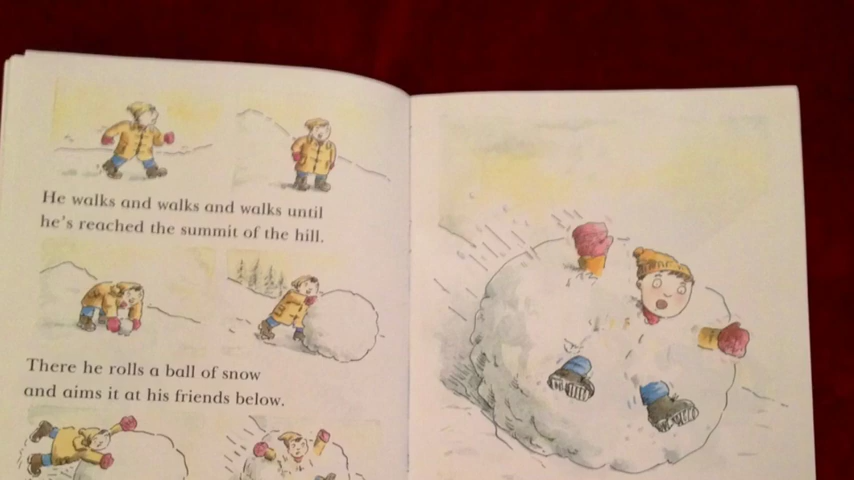 He walks and walks and walks until
he's reached the summit of the hill.
There he rolls a ball of snow
and aims it at his friends below.